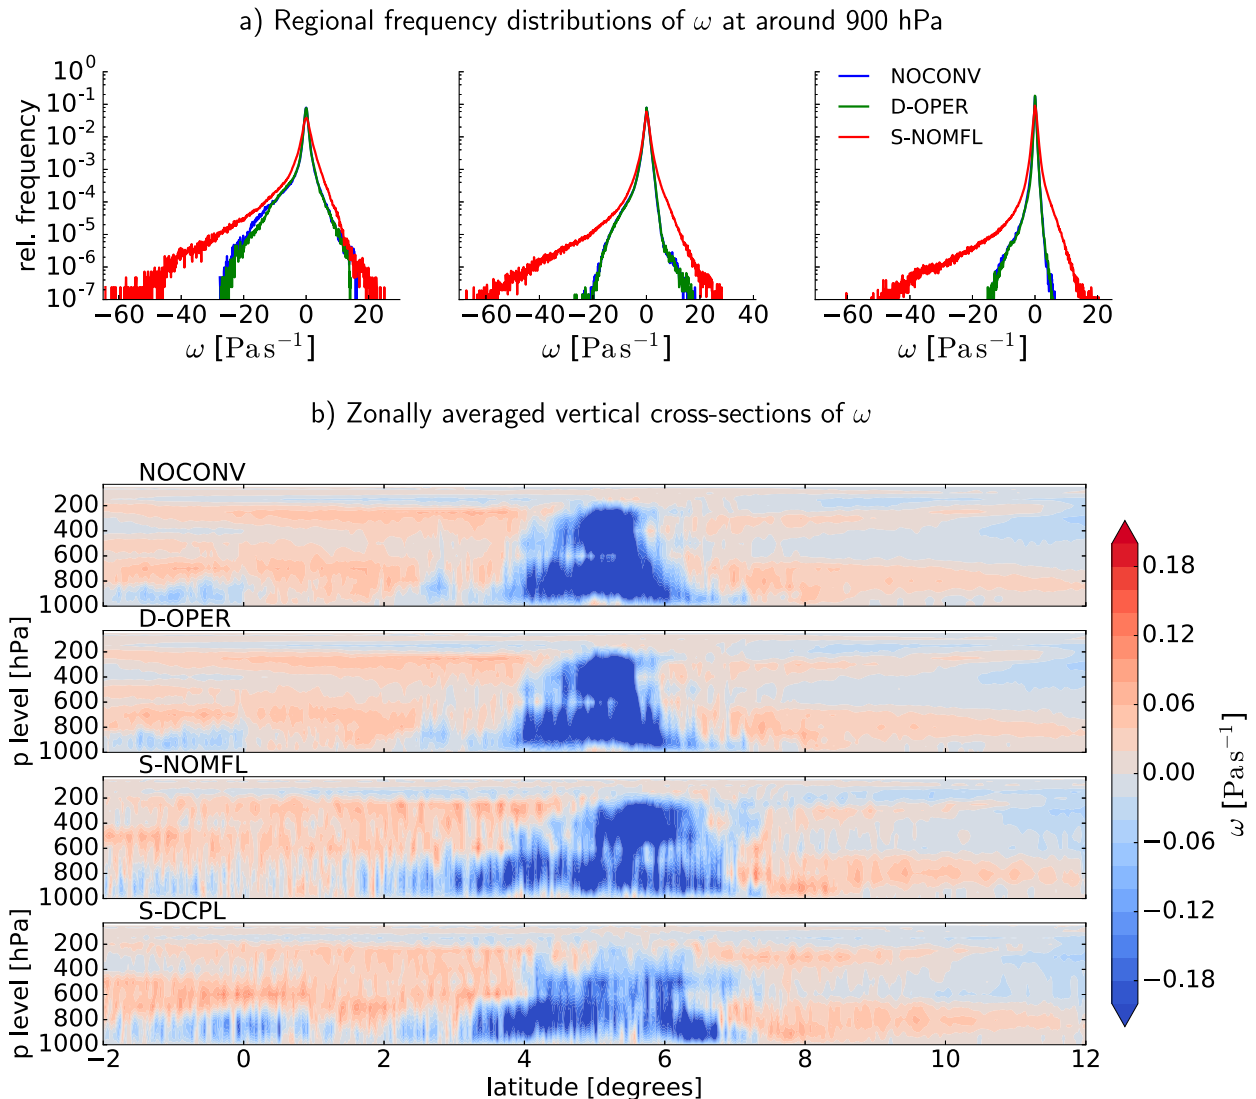 a) Regional frequency distributions of ω at around 900 hPa
rel. frequency
10⁰
10⁻¹
10⁻²
10⁻³
10⁻⁴
10⁻⁵
10⁻⁶
10⁻⁷
NOCONV
D-OPER
S-NOMFL
−60 −40 −20 0 20
−60 −40 −20 0 20 40
−60 −40 −20 0 20
ω [Pa s⁻¹]
ω [Pa s⁻¹]
ω [Pa s⁻¹]
b) Zonally averaged vertical cross-sections of ω
NOCONV
200
400
600
800
1000
D-OPER
200
400
600
800
1000
p level [hPa]
S-NOMFL
200
400
600
800
1000
S-DCPL
200
400
600
800
1000
p level [hPa]
−2 0 2 4 6 8 10 12
latitude [degrees]
0.18
0.12
0.06
0.00
−0.06
−0.12
−0.18
ω [Pa s⁻¹]